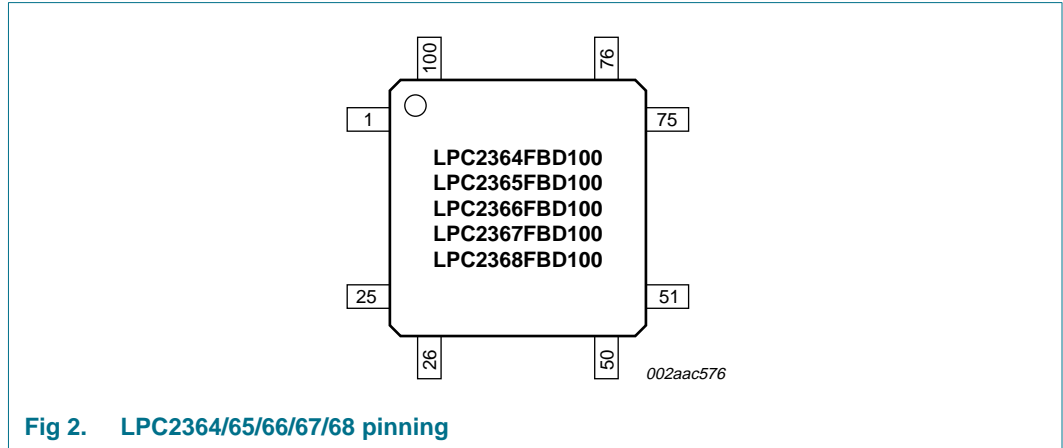 100 76
1 75
LPC2364FBD100
LPC2365FBD100
LPC2366FBD100
LPC2367FBD100
LPC2368FBD100
25 51
26 50
002aac576
Fig 2. LPC2364/65/66/67/68 pinning